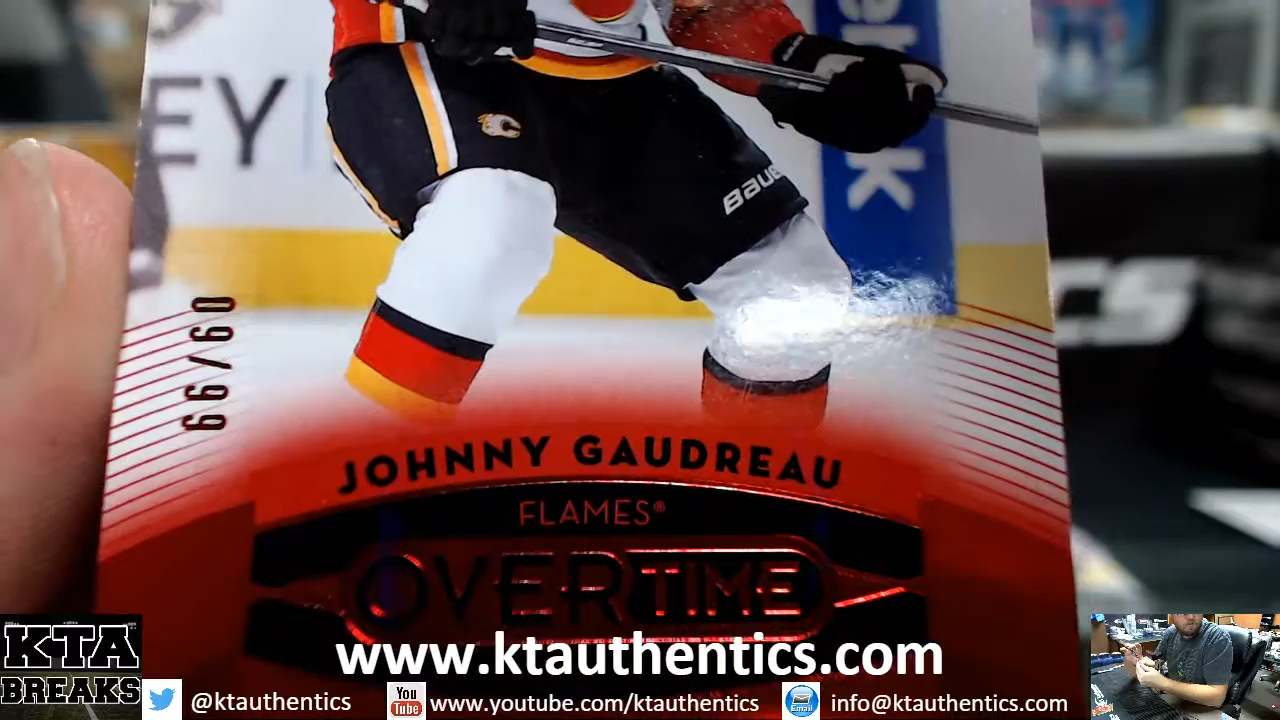 EY
Bauer
09/99
JOHNNY GAUDREAU
FLAMES®
OVERTIME
www.ktauthentics.com
KTA
BREAKS
@ktauthentics
You
Tube
www.youtube.com/ktauthentics
Email
info@ktauthentics.com